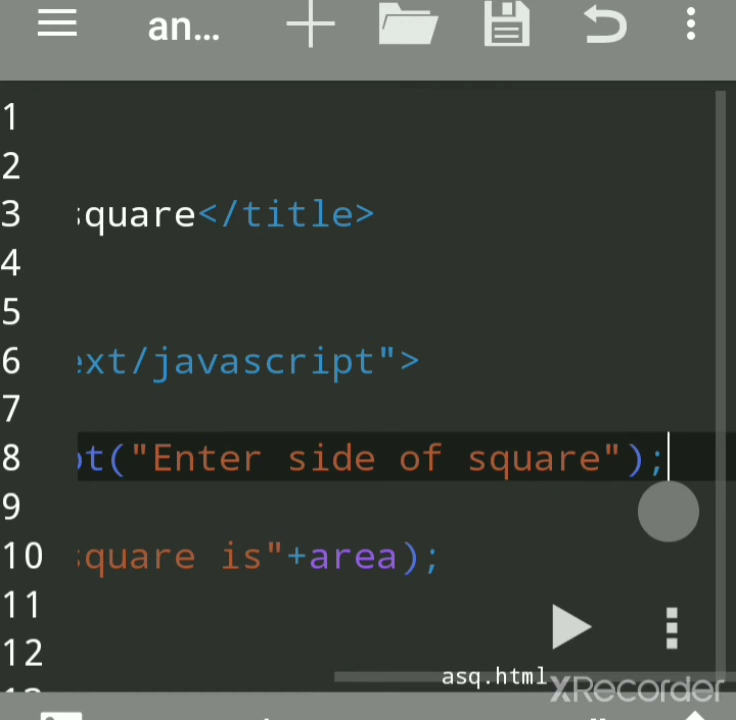 an...
1
2
3 square</title>
4
5
6 ext/javascript">
7
8 pt("Enter side of square");
9
10 square is"+area);
11
12
asq.html
XRecorder